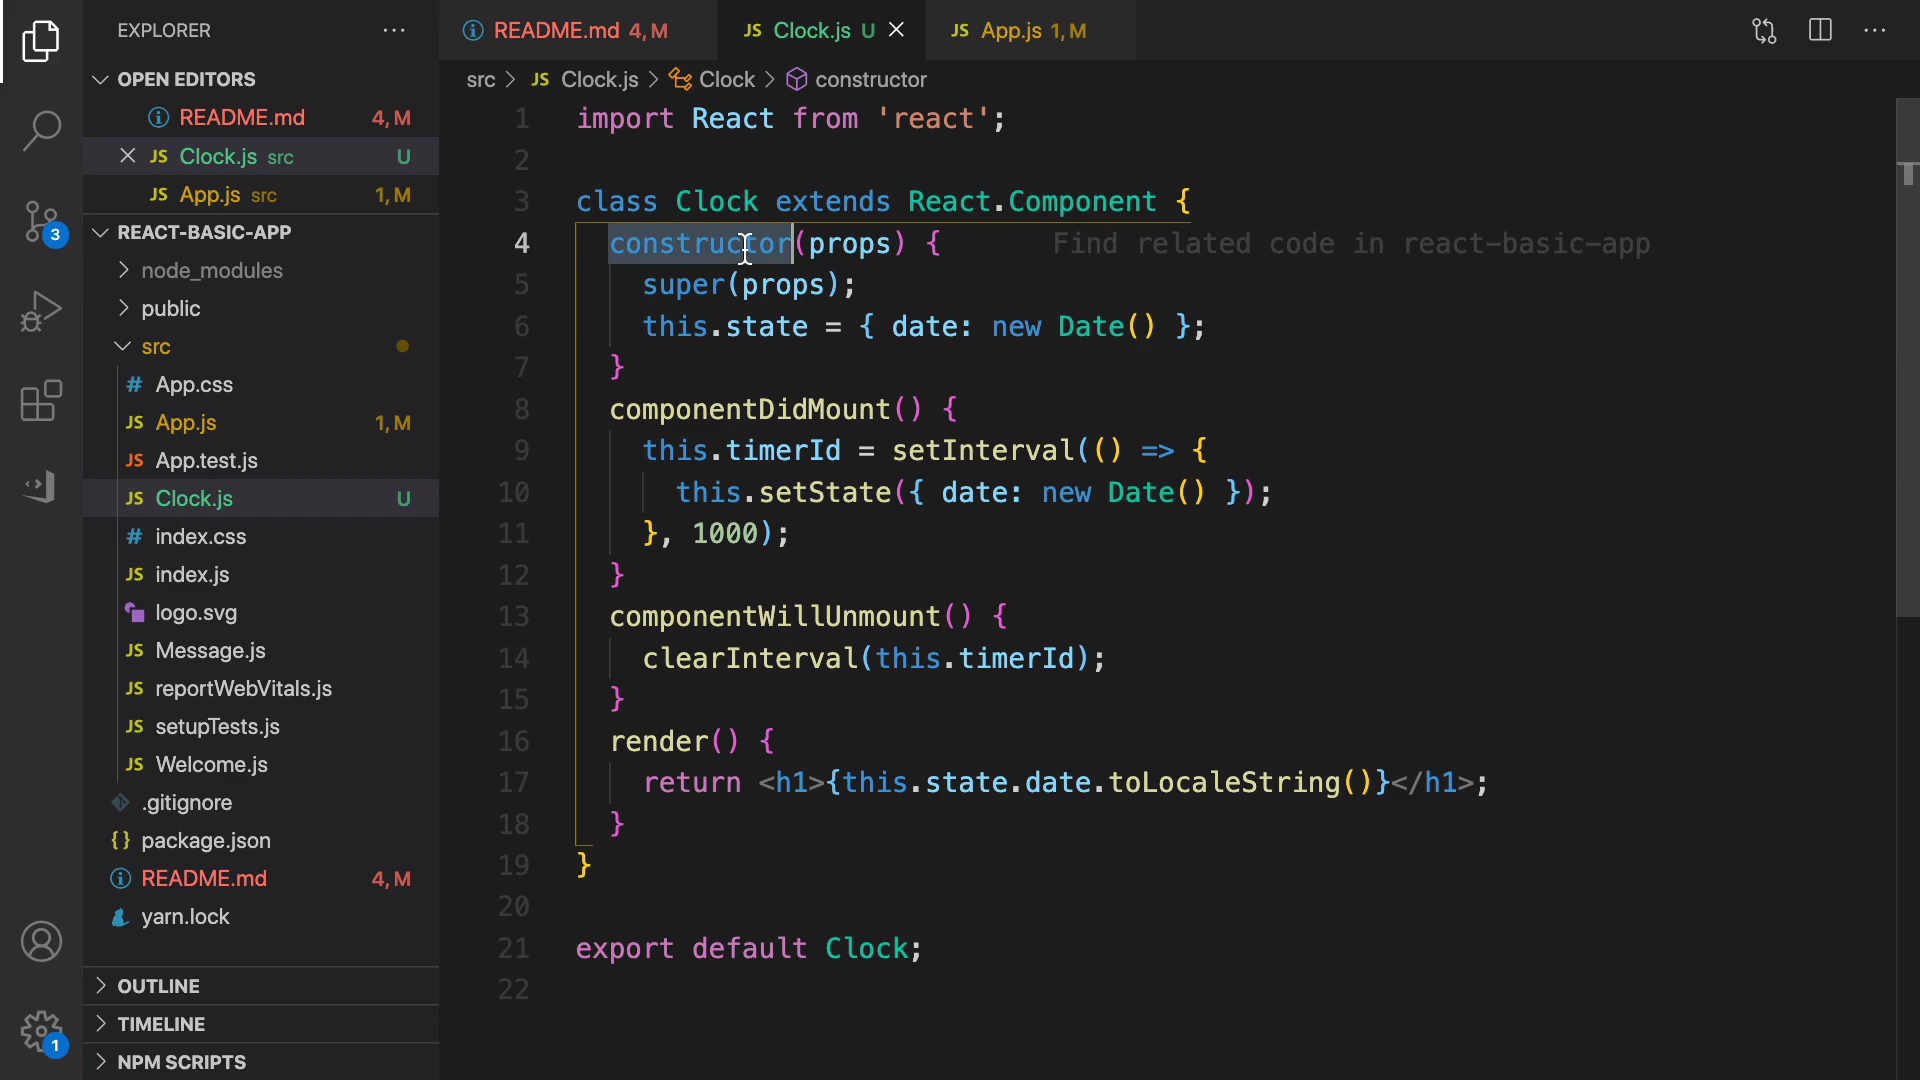 EXPLORER
OPEN EDITORS
README.md 4, M
JS Clock.js src U
JS App.js src 1, M
REACT-BASIC-APP
node_modules
public
src
# App.css
JS App.js 1, M
JS App.test.js
JS Clock.js U
# index.css
JS index.js
logo.svg
JS Message.js
JS reportWebVitals.js
JS setupTests.js
JS Welcome.js
.gitignore
{} package.json
README.md 4, M
yarn.lock
OUTLINE
TIMELINE
NPM SCRIPTS
3
1
README.md 4, M
JS Clock.js U
JS App.js 1, M
src > JS Clock.js > Clock > constructor
1 import React from 'react';
2
3 class Clock extends React.Component {
4 constructor(props) { Find related code in react-basic-app
5 super(props);
6 this.state = { date: new Date() };
7 }
8 componentDidMount() {
9 this.timerId = setInterval(() => {
10 this.setState({ date: new Date() });
11 }, 1000);
12 }
13 componentWillUnmount() {
14 clearInterval(this.timerId);
15 }
16 render() {
17 return <h1>{this.state.date.toLocaleString()}</h1>;
18 }
19 }
20
21 export default Clock;
22